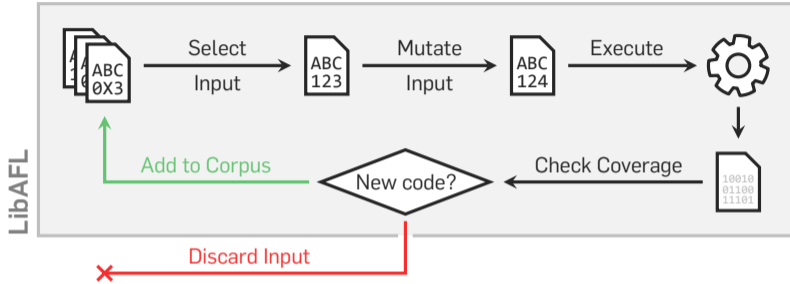 Select
Input
Mutate
Input
Execute
ABC
0X3
ABC
123
ABC
124
Add to Corpus
New code?
Check Coverage
10010
01100
11101
Discard Input
LibAFL